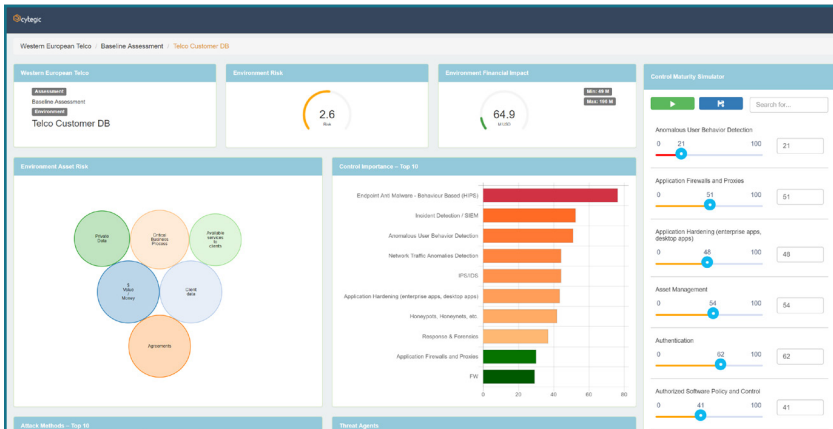 cytegic
Western European Telco / Baseline Assessment / Telco Customer DB
Western European Telco
Assessment
Baseline Assessment
Environment
Telco Customer DB
Environment Risk
2.6
Risk
Environment Financial Impact
64.9
M USD
Control Maturity Simulator
Search for...
Anomalous User Behavior Detection
0 21 100 21
Application Firewalls and Proxies
0 51 100 51
Application Hardening (enterprise apps,
desktop apps)
0 48 100 48
Asset Management
0 54 100 54
Authentication
0 62 100 62
Authorized Software Policy and Control
0 41 100 41
Environment Asset Risk
Private
Data
Critical
Business
Process
Available
services
to
clients
$
Value
/
Money
Client
data
Agreements
Control Importance – Top 10
Endpoint Anti Malware - Behaviour Based (HIPS)
Incident Detection / SIEM
Anomalous User Behavior Detection
Network Traffic Anomalies Detection
IPS/IDS
Application Hardening (enterprise apps, desktop apps)
Honeypots, Honeynets, etc.
Response & Forensics
Application Firewalls and Proxies
FW
0 20 40 60 80
Attack Methods – Top 10
Threat Agents